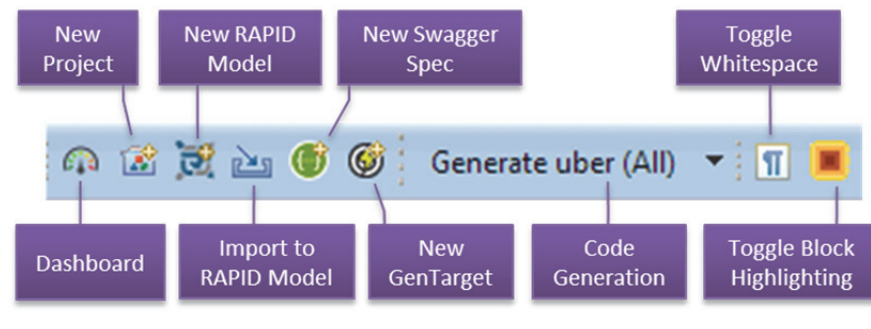 New
Project
New RAPID
Model
New Swagger
Spec
Toggle
Whitespace
Generate uber (All)
Dashboard
Import to
RAPID Model
New
GenTarget
Code
Generation
Toggle Block
Highlighting